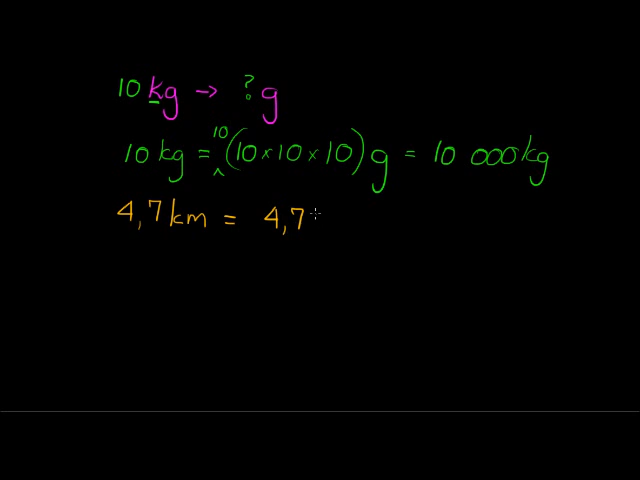 10 kg → ? g
10 kg = 10 (10 × 10 × 10) g = 10 000 kg
4,7 km = 4,7